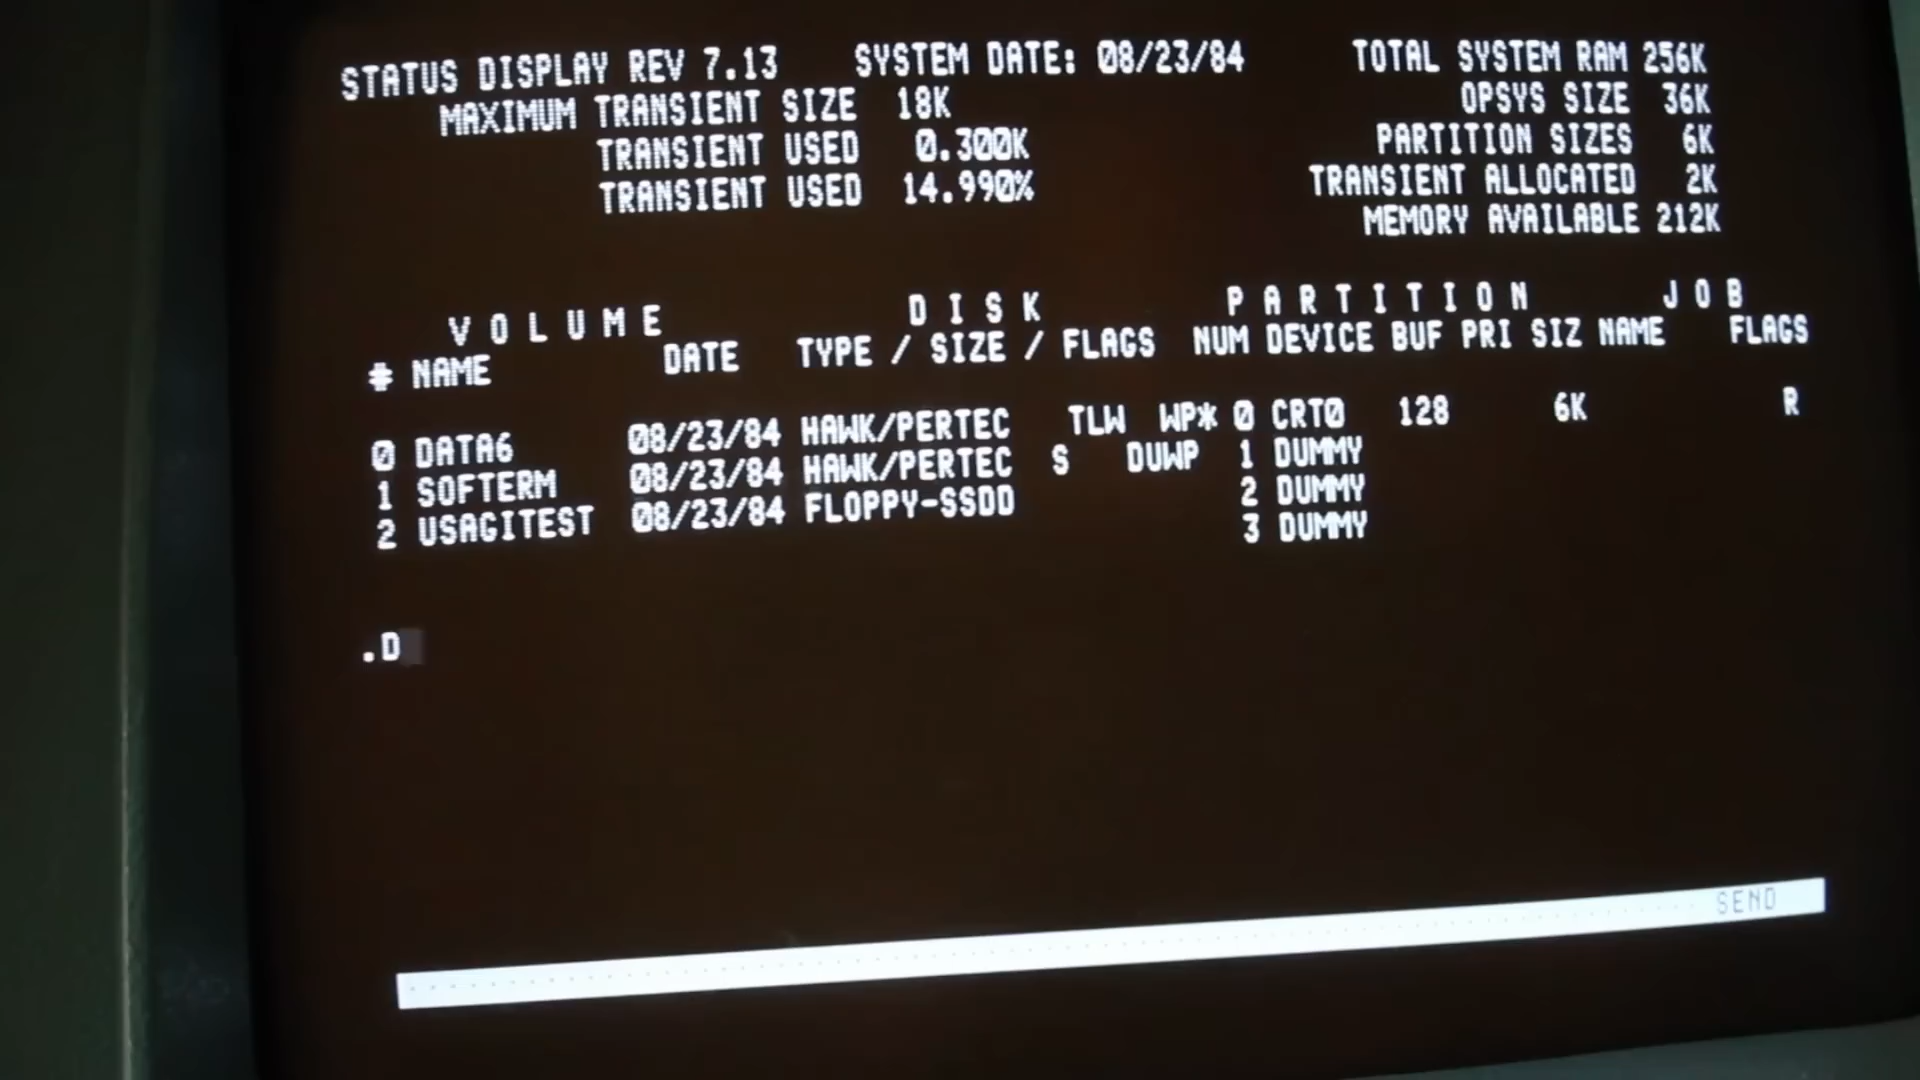 STATUS DISPLAY REV 7.13 SYSTEM DATE: 08/23/84 TOTAL SYSTEM RAM 256K
MAXIMUM TRANSIENT SIZE 18K OPSYS SIZE 36K
TRANSIENT USED 0.300K PARTITION SIZES 6K
TRANSIENT USED 14.990% TRANSIENT ALLOCATED 2K
MEMORY AVAILABLE 212K
V O L U M E D I S K P A R T I T I O N J O B
# NAME DATE TYPE / SIZE / FLAGS NUM DEVICE BUF PRI SIZ NAME FLAGS
0 DATA6 08/23/84 HAWK/PERTEC TLW WP* 0 CRT0 128 6K R
1 SOFTERM 08/23/84 HAWK/PERTEC S DUWP 1 DUMMY
2 USAGITEST 08/23/84 FLOPPY-SSDD 2 DUMMY
3 DUMMY
.D
SEND